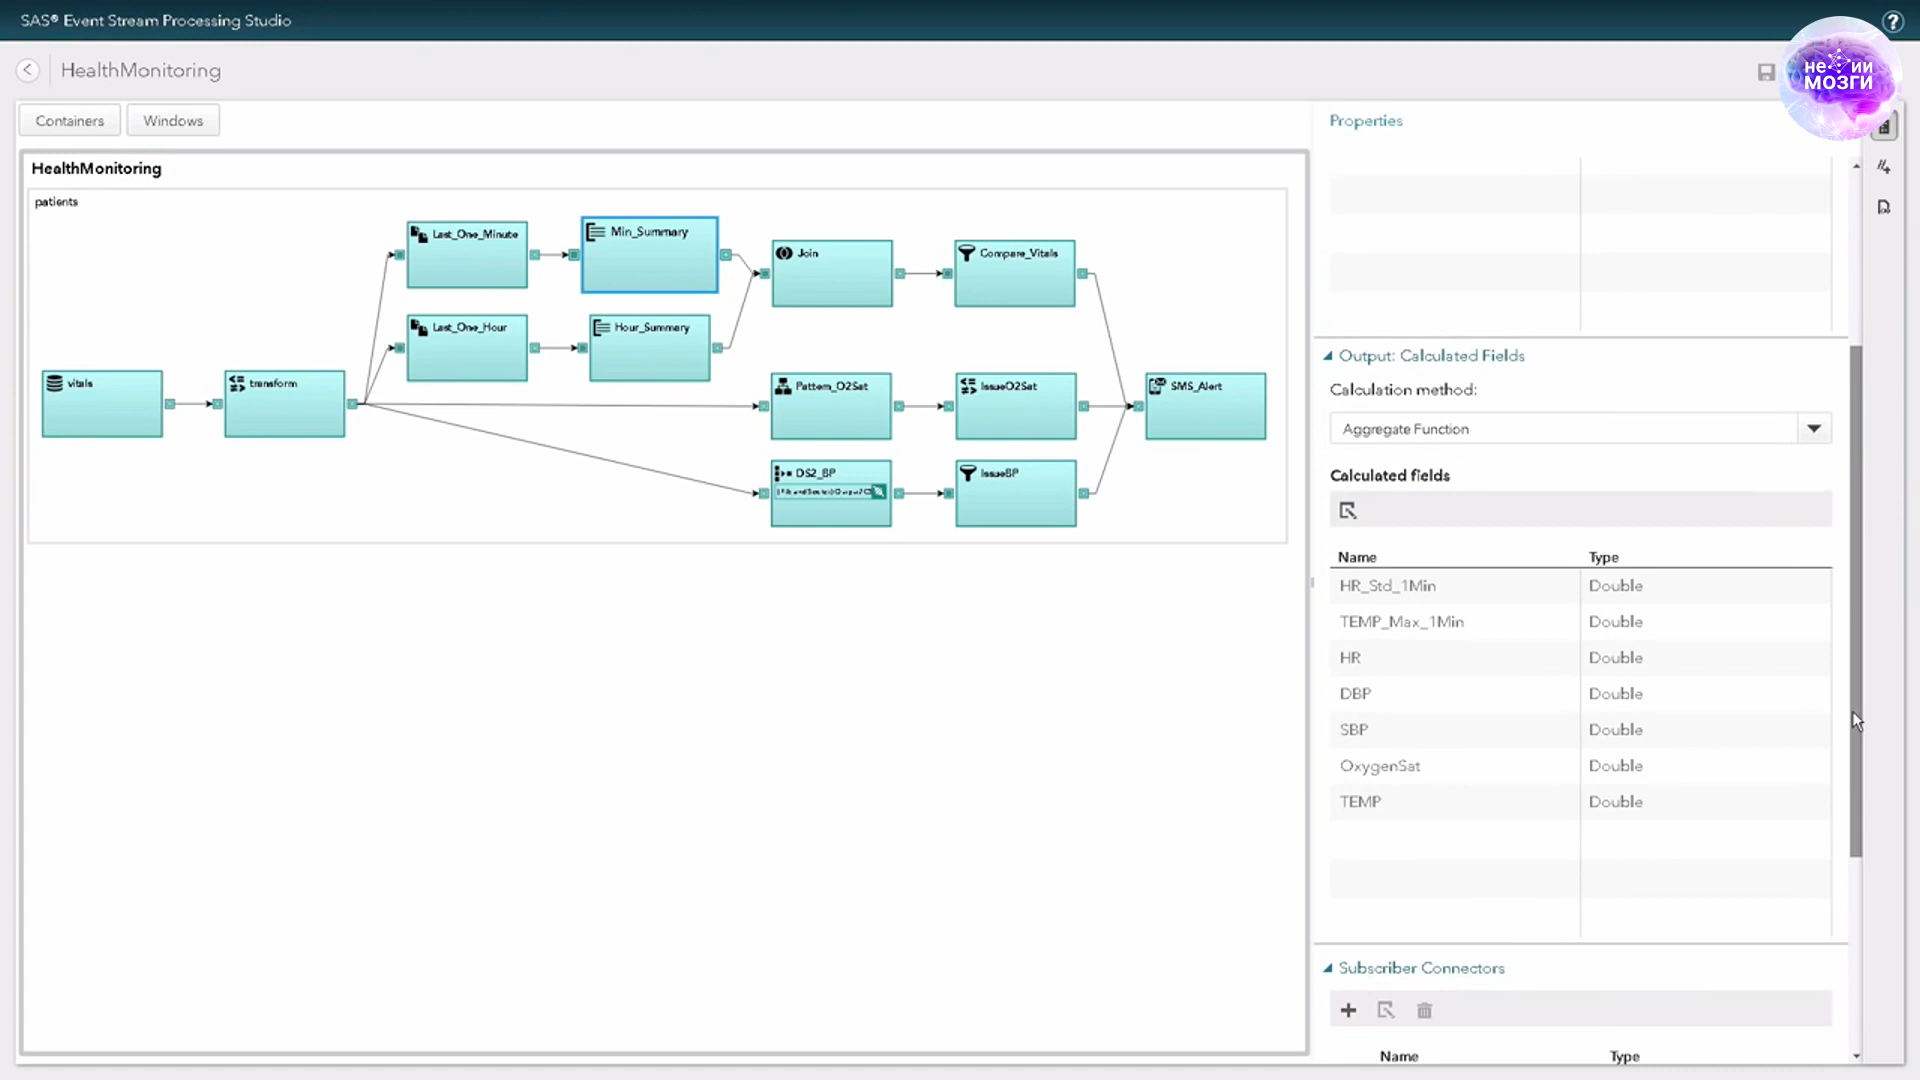 SAS® Event Stream Processing Studio
HealthMonitoring
не ии
МОЗГИ
Containers
Windows
Properties
HealthMonitoring
patients
Last_One_Minute
Min_Summary
Join
Compare_Vitals
Last_One_Hour
Hour_Summary
vitals
transform
Pattern_O2Sat
IssueO2Sat
SMS_Alert
DS2_BP
IssueBP
Output: Calculated Fields
Calculation method:
Aggregate Function
Calculated fields
Name Type
HR_Std_1Min Double
TEMP_Max_1Min Double
HR Double
DBP Double
SBP Double
OxygenSat Double
TEMP Double
Subscriber Connectors
Name Type